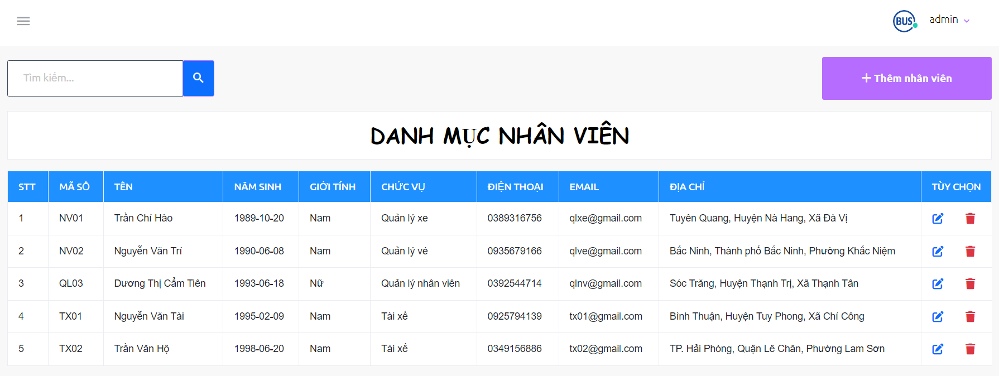 BUS admin
Tìm kiếm...
Thêm nhân viên
DANH MỤC NHÂN VIÊN
STT MÃ SỐ TÊN NĂM SINH GIỚI TÍNH CHỨC VỤ ĐIỆN THOẠI EMAIL ĐỊA CHỈ TÙY CHỌN
1 NV01 Trần Chí Hào 1989-10-20 Nam Quản lý xe 0389316756 qlxe@gmail.com Tuyên Quang, Huyện Nà Hang, Xã Đà Vị
2 NV02 Nguyễn Văn Trí 1990-06-08 Nam Quản lý vé 0935679166 qlve@gmail.com Bắc Ninh, Thành phố Bắc Ninh, Phường Khắc Niệm
3 QL03 Dương Thị Cẩm Tiên 1993-06-18 Nữ Quản lý nhân viên 0392544714 qlnv@gmail.com Sóc Trăng, Huyện Thạnh Trị, Xã Thạnh Tân
4 TX01 Nguyễn Văn Tài 1995-02-09 Nam Tài xế 0925794139 tx01@gmail.com Bình Thuận, Huyện Tuy Phong, Xã Chí Công
5 TX02 Trần Văn Hộ 1998-06-20 Nam Tài xế 0349156886 tx02@gmail.com TP. Hải Phòng, Quận Lê Chân, Phường Lam Sơn